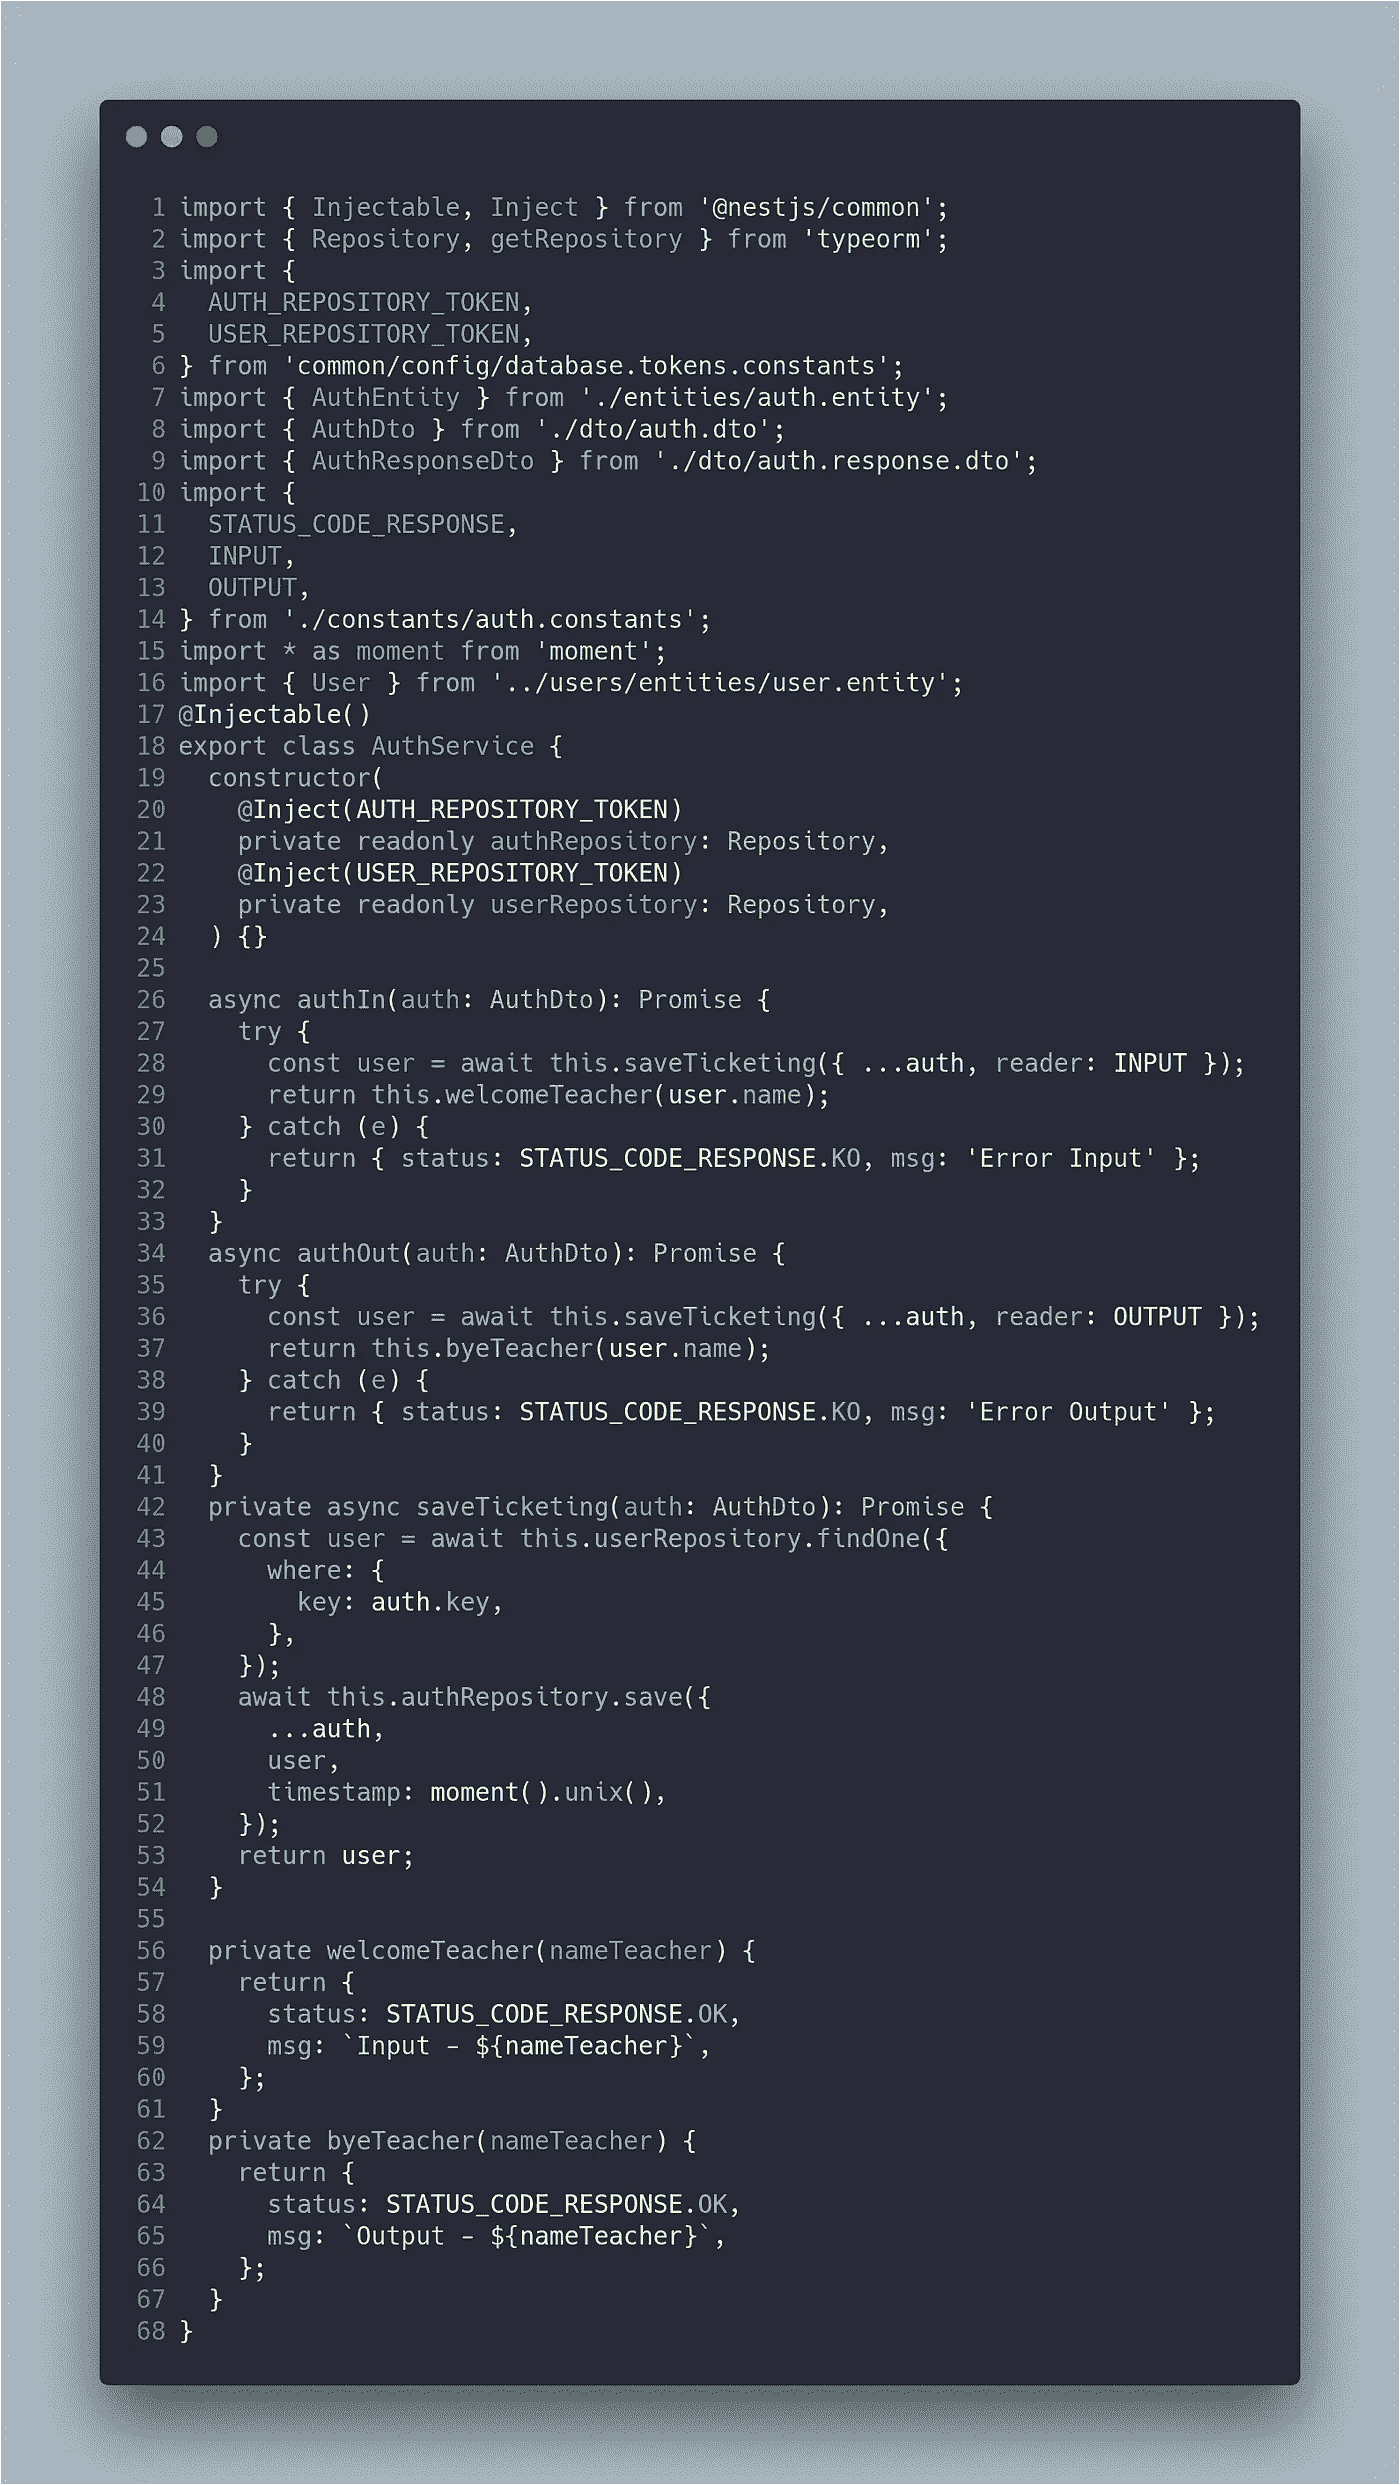 1 import { Injectable, Inject } from '@nestjs/common';
2 import { Repository, getRepository } from 'typeorm';
3 import {
4   AUTH_REPOSITORY_TOKEN,
5   USER_REPOSITORY_TOKEN,
6 } from 'common/config/database.tokens.constants';
7 import { AuthEntity } from './entities/auth.entity';
8 import { AuthDto } from './dto/auth.dto';
9 import { AuthResponseDto } from './dto/auth.response.dto';
10 import {
11   STATUS_CODE_RESPONSE,
12   INPUT,
13   OUTPUT,
14 } from './constants/auth.constants';
15 import * as moment from 'moment';
16 import { User } from '../users/entities/user.entity';
17 @Injectable()
18 export class AuthService {
19   constructor(
20     @Inject(AUTH_REPOSITORY_TOKEN)
21     private readonly authRepository: Repository,
22     @Inject(USER_REPOSITORY_TOKEN)
23     private readonly userRepository: Repository,
24   ) {}
25
26   async authIn(auth: AuthDto): Promise {
27     try {
28       const user = await this.saveTicketing({ ...auth, reader: INPUT });
29       return this.welcomeTeacher(user.name);
30     } catch (e) {
31       return { status: STATUS_CODE_RESPONSE.KO, msg: 'Error Input' };
32     }
33   }
34   async authOut(auth: AuthDto): Promise {
35     try {
36       const user = await this.saveTicketing({ ...auth, reader: OUTPUT });
37       return this.byeTeacher(user.name);
38     } catch (e) {
39       return { status: STATUS_CODE_RESPONSE.KO, msg: 'Error Output' };
40     }
41   }
42   private async saveTicketing(auth: AuthDto): Promise {
43     const user = await this.userRepository.findOne({
44       where: {
45         key: auth.key,
46       },
47     });
48     await this.authRepository.save({
49       ...auth,
50       user,
51       timestamp: moment().unix(),
52     });
53     return user;
54   }
55
56   private welcomeTeacher(nameTeacher) {
57     return {
58       status: STATUS_CODE_RESPONSE.OK,
59       msg: `Input - ${nameTeacher}`,
60     };
61   }
62   private byeTeacher(nameTeacher) {
63     return {
64       status: STATUS_CODE_RESPONSE.OK,
65       msg: `Output - ${nameTeacher}`,
66     };
67   }
68 }